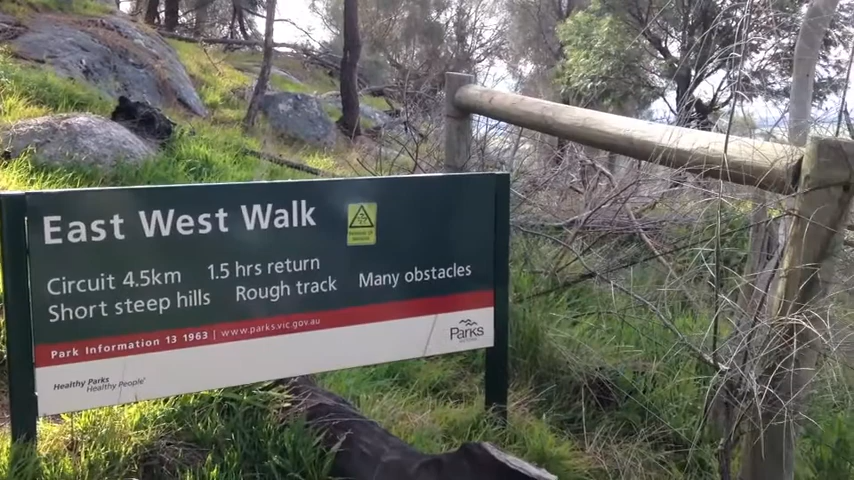 East West Walk
Circuit 4.5km 1.5 hrs return
Short steep hills Rough track Many obstacles
Park Information 13 1963 | www.parks.vic.gov.au
Healthy Parks
Healthy People
Parks